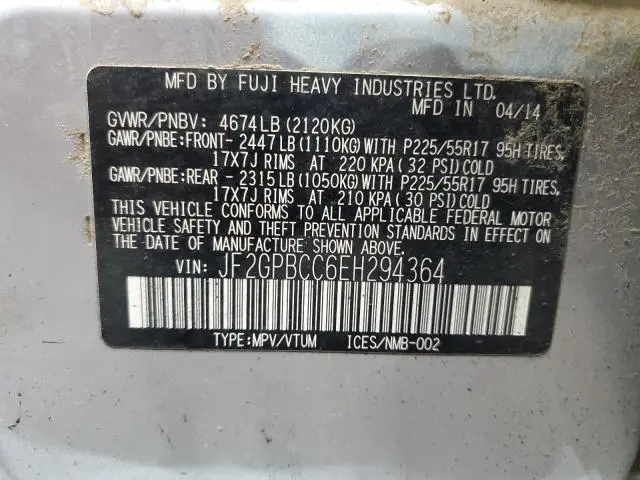 MFD BY FUJI HEAVY INDUSTRIES LTD.
MFD IN 04/14
GVWR/PNBV: 4674LB(2120KG)
GAWR/PNBE:FRONT-2447LB(1110KG)WITH P225/55R17 95H TIRES,
17X7J RIMS AT 220 KPA(32 PSI)COLD
GAWR/PNBE:REAR -2315LB(1050KG)WITH P225/55R17 95H TIRES,
17X7J RIMS AT 210 KPA(30 PSI)COLD
THIS VEHICLE CONFORMS TO ALL APPLICABLE FEDERAL MOTOR
VEHICLE SAFETY AND THEFT PREVENTION STANDARDS IN EFFECT ON
THE DATE OF MANUFACTURE SHOWN ABOVE.
VIN: JF2GPBCC6EH294364
TYPE:MPV/VTUM ICES/NMB-002